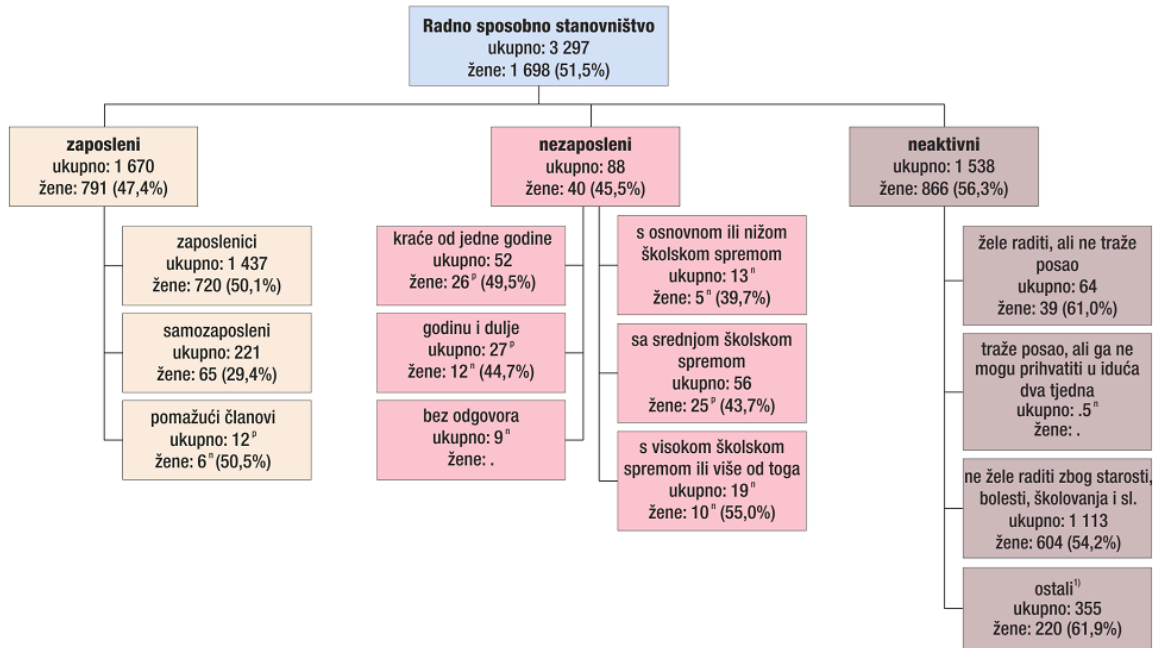 Radno sposobno stanovništvo
ukupno: 3 297
žene: 1 698 (51,5%)
zaposleni
ukupno: 1 670
žene: 791 (47,4%)
zaposlenici
ukupno: 1 437
žene: 720 (50,1%)
samozaposleni
ukupno: 221
žene: 65 (29,4%)
pomažući članovi
ukupno: 12 p
žene: 6 n (50,5%)
nezaposleni
ukupno: 88
žene: 40 (45,5%)
kraće od jedne godine
ukupno: 52
žene: 26 p (49,5%)
godinu i dulje
ukupno: 27 p
žene: 12 n (44,7%)
bez odgovora
ukupno: 9 n
žene: .
s osnovnom ili nižom
školskom spremom
ukupno: 13 n
žene: 5 n (39,7%)
sa srednjom školskom
spremom
ukupno: 56
žene: 25 p (43,7%)
s visokom školskom
spremom ili više od toga
ukupno: 19 n
žene: 10 n (55,0%)
neaktivni
ukupno: 1 538
žene: 866 (56,3%)
žele raditi, ali ne traže
posao
ukupno: 64
žene: 39 (61,0%)
traže posao, ali ga ne
mogu prihvatiti u iduća
dva tjedna
ukupno: .5 n
žene: .
ne žele raditi zbog starosti,
bolesti, školovanja i sl.
ukupno: 1 113
žene: 604 (54,2%)
ostali 1)
ukupno: 355
žene: 220 (61,9%)